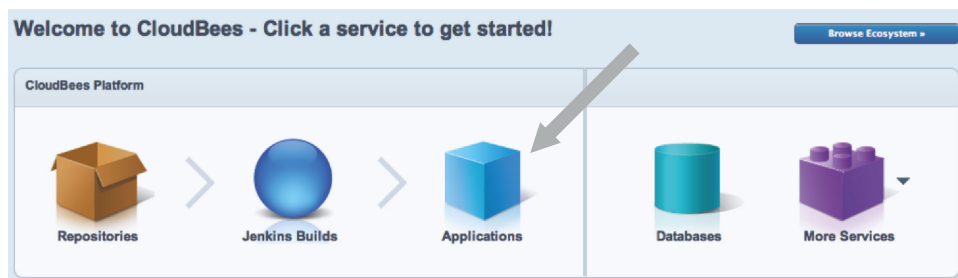 Welcome to CloudBees - Click a service to get started!
Browse Ecosystem »
CloudBees Platform
Repositories
Jenkins Builds
Applications
Databases
More Services